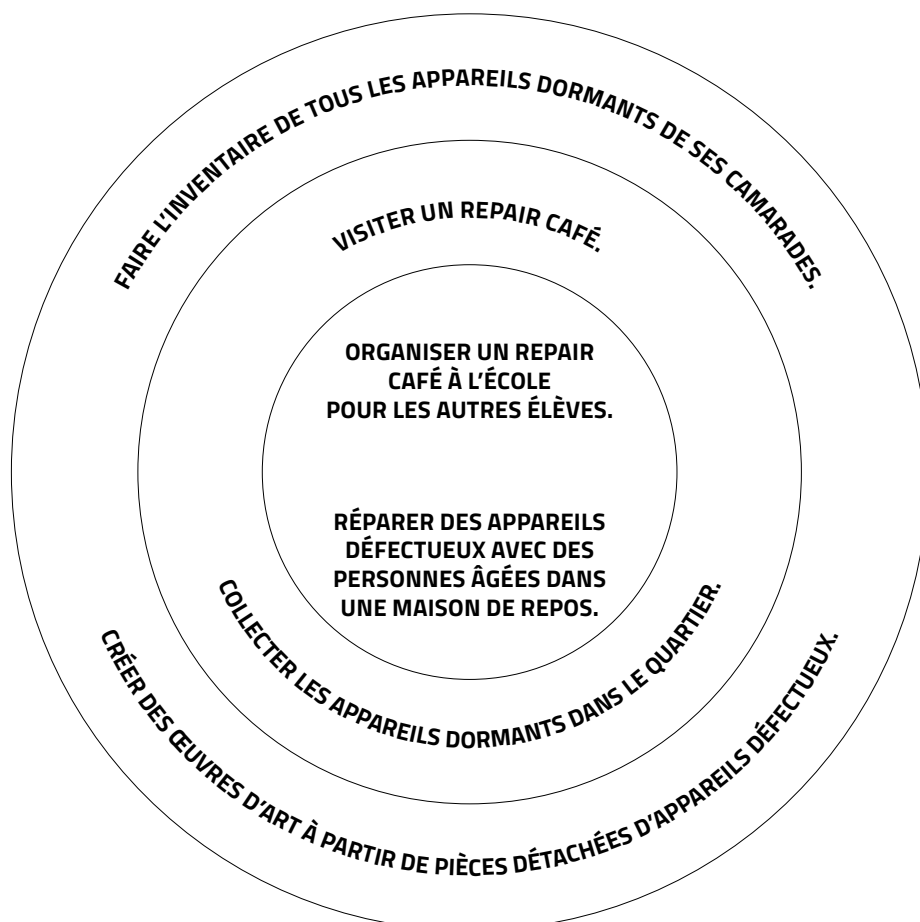 FAIRE L'INVENTAIRE DE TOUS LES APPAREILS DORMANTS DE SES CAMARADES.
VISITER UN REPAIR CAFÉ.
ORGANISER UN REPAIR
CAFÉ À L'ÉCOLE
POUR LES AUTRES ÉLÈVES.
RÉPARER DES APPAREILS
DÉFECTUEUX AVEC DES
PERSONNES ÂGÉES DANS
UNE MAISON DE REPOS.
COLLECTER LES APPAREILS DORMANTS DANS LE QUARTIER.
CRÉER DES ŒUVRES D'ART À PARTIR DE PIÈCES DÉTACHÉES D'APPAREILS DÉFECTUEUX.